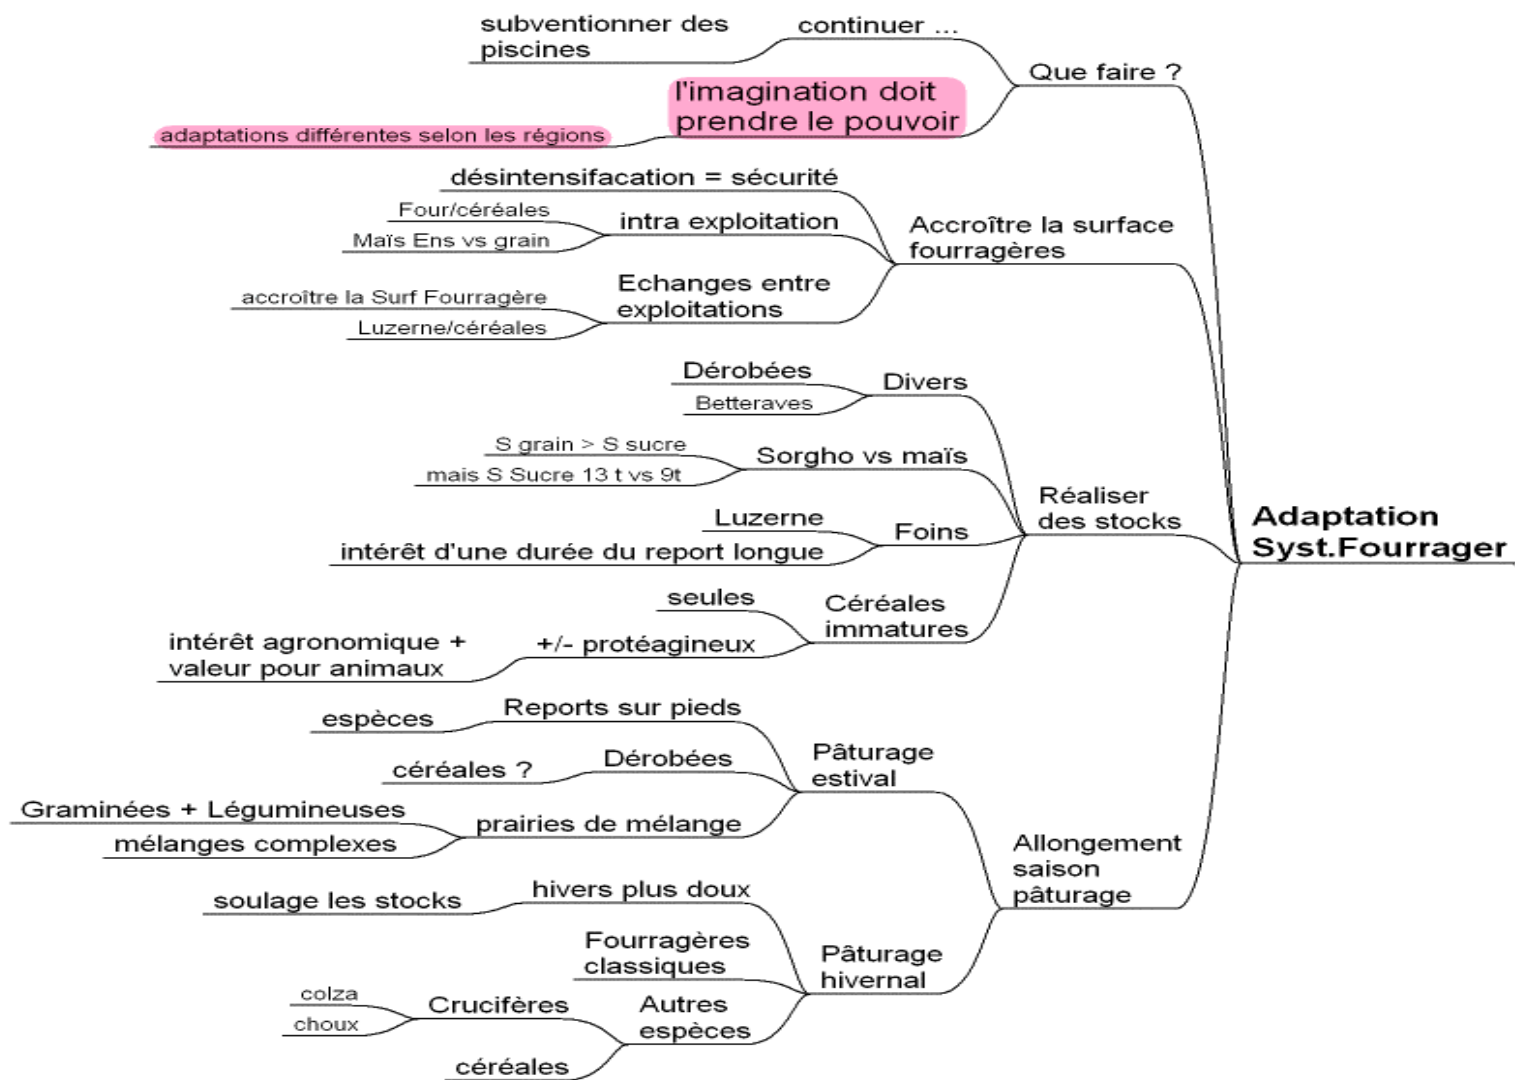 subventionner des
piscines
continuer ...
Que faire ?
l'imagination doit
prendre le pouvoir
adaptations différentes selon les régions
désintensifacation = sécurité
Four/céréales
intra exploitation
Maïs Ens vs grain
Accroître la surface
fourragères
Echanges entre
exploitations
accroître la Surf Fourragère
Luzerne/céréales
Dérobées
Divers
Betteraves
S grain > S sucre
Sorgho vs maïs
mais S Sucre 13 t vs 9t
Réaliser
des stocks
Luzerne
Foins
intérêt d'une durée du report longue
Adaptation
Syst.Fourrager
seules
Céréales
immatures
intérêt agronomique +
valeur pour animaux
+/- protéagineux
espèces
Reports sur pieds
céréales ?
Dérobées
Pâturage
estival
Graminées + Légumineuses
prairies de mélange
mélanges complexes
Allongement
saison
pâturage
soulage les stocks
hivers plus doux
Fourragères
classiques
Pâturage
hivernal
colza
Crucifères
choux
Autres
espèces
céréales